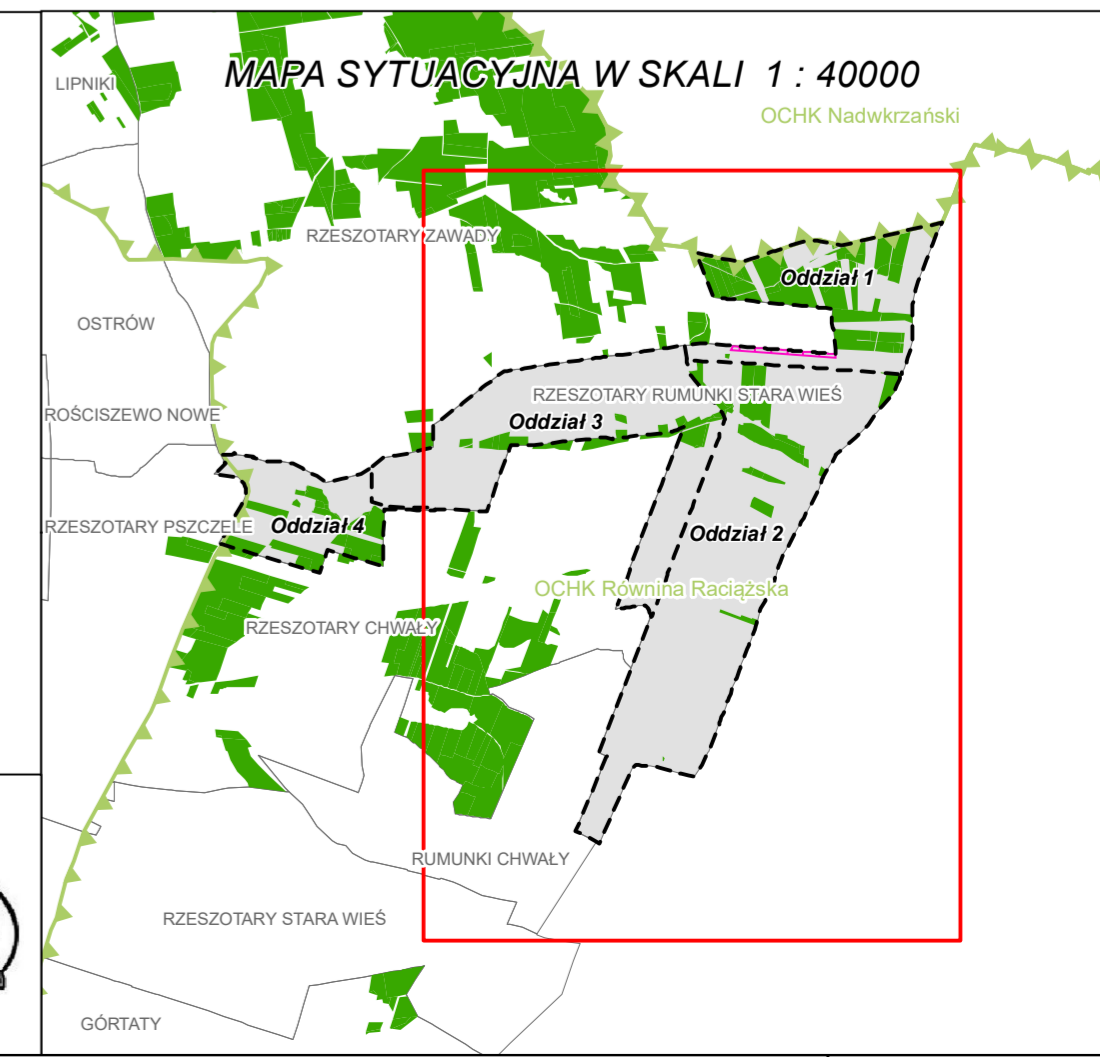 MAPA SYTUACYJNA W SKALI 1 : 40000
LIPNIKI
OCHK Nadwkrzański
RZESZOTARY ZAWADY
Oddział 1
OSTRÓW
RZESZOTARY RUMUNKI STARA WIEŚ
ROŚCISZEWO NOWE
Oddział 3
RZESZOTARY PSZCZELE
Oddział 4
Oddział 2
OCHK Równina Raciąska
RZESZOTARY CHWAŁY
RUMUNKI CHWAŁY
RZESZOTARY STARA WIEŚ
GÓRTATY